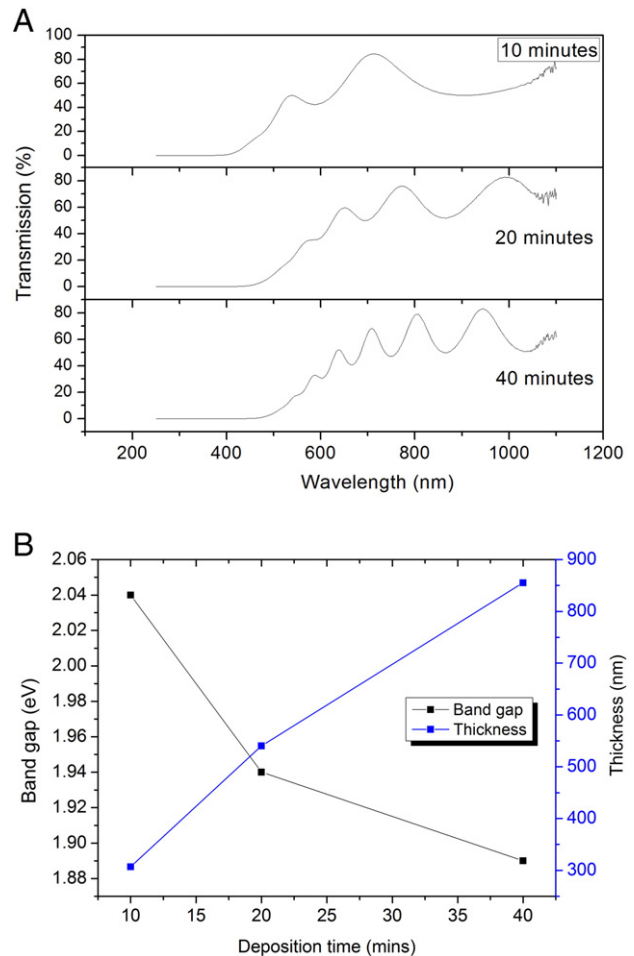 A
10 minutes
100
80
60
40
20
0
80
60
40
20
0
20 minutes
80
60
40
20
0
40 minutes
Transmission (%)
200 400 600 800 1000 1200
Wavelength (nm)
B
2.06
2.04
2.02
2.00
1.98
1.96
1.94
1.92
1.90
1.88
Band gap (eV)
900
800
700
600
500
400
300
Thickness (nm)
Band gap
Thickness
10 15 20 25 30 35 40
Deposition time (mins)